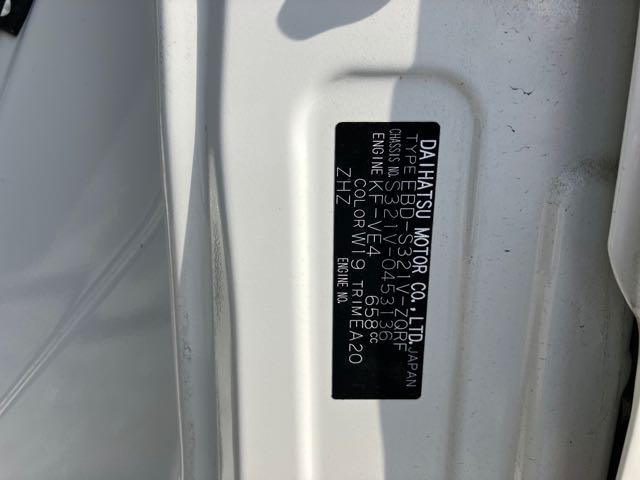 DAIHATSU MOTOR CO., LTD. JAPAN
TYPE EBD-S321V-ZQRF
CHASSIS NO. S321V-0453136
ENGINE KF-VE4 658cc
COLOR W19 TRIM EA20
ZHZ ENGINE NO.